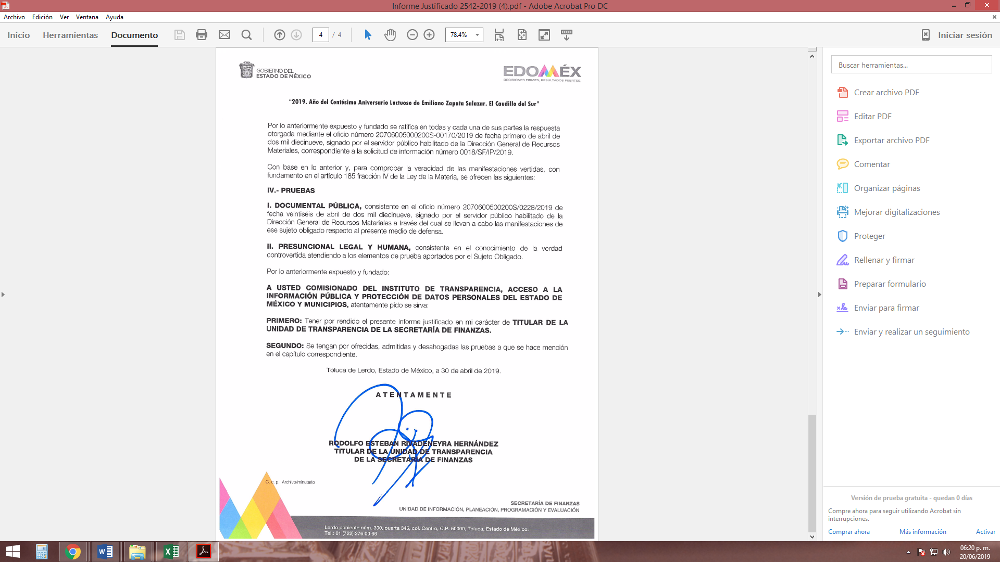 Informe Justificado 2542-2019 (4).pdf - Adobe Acrobat Pro DC
Archivo Edición Ver Ventana Ayuda
Inicio Herramientas Documento 4 / 4 78.4% Iniciar sesión
GOBIERNO DEL
ESTADO DE MÉXICO
EDOMÉX
DECISIONES FIRMES, RESULTADOS FUERTES.
"2019. Año del Centésimo Aniversario Luctuoso de Emiliano Zapata Salazar. El Caudillo del Sur"
Por lo anteriormente expuesto y fundado se ratifica en todas y cada una de sus partes la respuesta
otorgada mediante el oficio número 20706005000200S-00170/2019 de fecha primero de abril de
dos mil diecinueve, signado por el servidor público habilitado de la Dirección General de Recursos
Materiales, correspondiente a la solicitud de información número 0018/SF/IP/2019.
Con base en lo anterior y, para comprobar la veracidad de las manifestaciones vertidas, con
fundamento en el artículo 185 fracción IV de la Ley de la Materia, se ofrecen las siguientes:
IV.- PRUEBAS
I. DOCUMENTAL PÚBLICA, consistente en el oficio número 2070600500200S/0228/2019 de
fecha veintiséis de abril de dos mil diecinueve, signado por el servidor público habilitado de la
Dirección General de Recursos Materiales a través del cual se llevan a cabo las manifestaciones de
ese sujeto obligado respecto al presente medio de defensa.
II. PRESUNCIONAL LEGAL Y HUMANA, consistente en el conocimiento de la verdad
controvertida atendiendo a los elementos de prueba aportados por el Sujeto Obligado.
Por lo anteriormente expuesto y fundado:
A USTED COMISIONADO DEL INSTITUTO DE TRANSPARENCIA, ACCESO A LA
INFORMACIÓN PÚBLICA Y PROTECCIÓN DE DATOS PERSONALES DEL ESTADO DE
MÉXICO Y MUNICIPIOS, atentamente pido se sirva:
PRIMERO: Tener por rendido el presente informe justificado en mi carácter de TITULAR DE LA
UNIDAD DE TRANSPARENCIA DE LA SECRETARÍA DE FINANZAS.
SEGUNDO: Se tengan por ofrecidas, admitidas y desahogadas las pruebas a que se hace mención
en el capítulo correspondiente.
Toluca de Lerdo, Estado de México, a 30 de abril de 2019.
A T E N T A M E N T E
RODOLFO ESTEBAN RIVADENEYRA HERNÁNDEZ
TITULAR DE LA UNIDAD DE TRANSPARENCIA
DE LA SECRETARÍA DE FINANZAS
C. c. p. Archivo/minutario
SECRETARÍA DE FINANZAS
UNIDAD DE INFORMACIÓN, PLANEACIÓN, PROGRAMACIÓN Y EVALUACIÓN
Lerdo poniente núm. 300, puerta 345, col. Centro, C.P. 50000, Toluca, Estado de México.
Tel.: 01 (722) 276 00 66
Buscar herramientas...
Crear archivo PDF
Editar PDF
Exportar archivo PDF
Comentar
Organizar páginas
Mejorar digitalizaciones
Proteger
Rellenar y firmar
Preparar formulario
Enviar para firmar
Enviar y realizar un seguimiento
Versión de prueba gratuita - quedan 0 días
Compre ahora para seguir utilizando Acrobat sin
interrupciones.
Comprar ahora Más información Activar
06:20 p. m.
20/06/2019